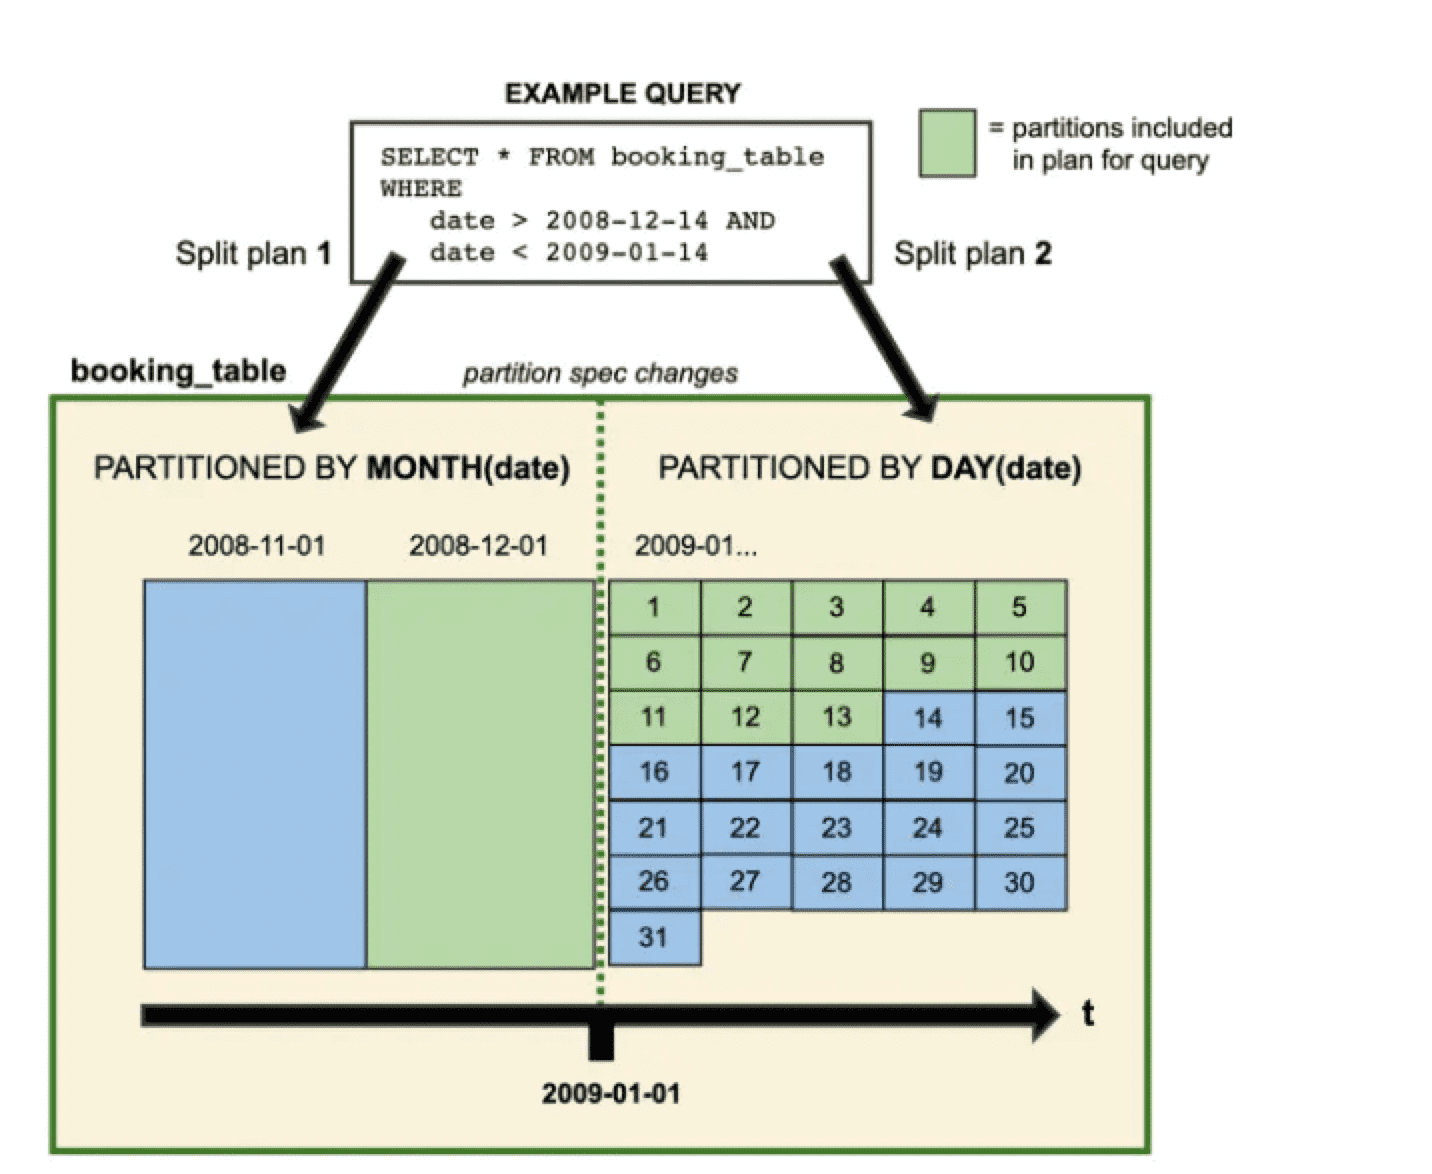 EXAMPLE QUERY
SELECT * FROM booking_table
WHERE
date > 2008-12-14 AND
date < 2009-01-14
= partitions included
in plan for query
Split plan 1
Split plan 2
booking_table
partition spec changes
PARTITIONED BY MONTH(date)
PARTITIONED BY DAY(date)
2008-11-01
2008-12-01
2009-01...
1 2 3 4 5
6 7 8 9 10
11 12 13 14 15
16 17 18 19 20
21 22 23 24 25
26 27 28 29 30
31
t
2009-01-01